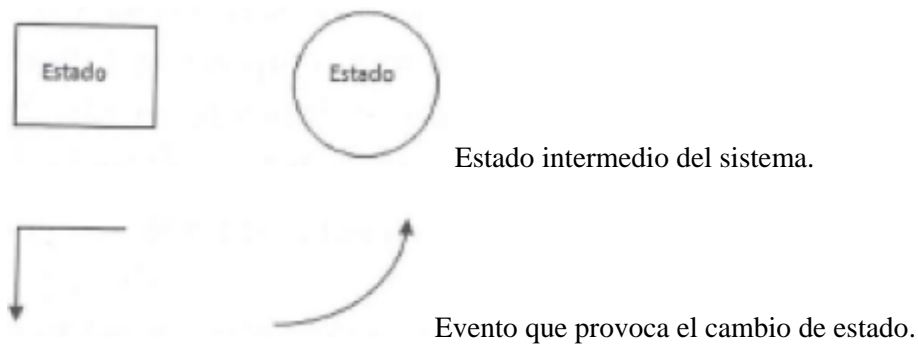 Estado
Estado
Estado intermedio del sistema.
Evento que provoca el cambio de estado.